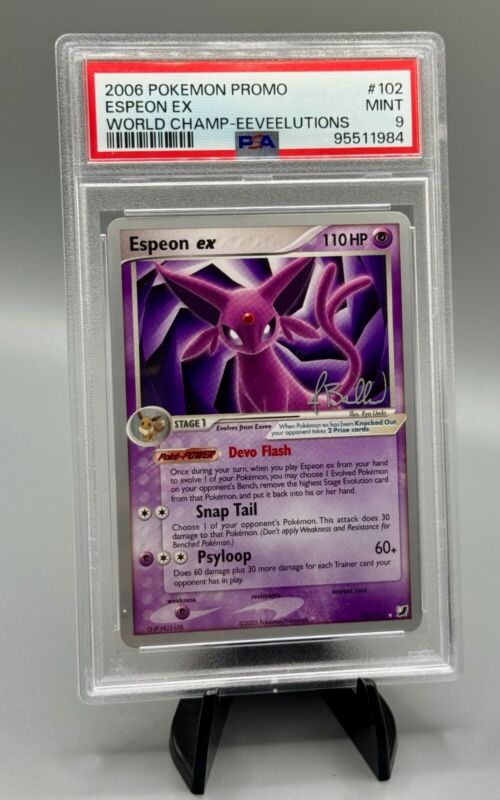 2006 POKEMON PROMO #102
ESPEON EX MINT
WORLD CHAMP-EEVEELUTIONS 9
PSA 95511984
Espeon ex 110 HP
Illus. Ryo Ueda
STAGE 1 Evolves from Eevee
When Pokémon-ex has been Knocked Out,
your opponent takes 2 Prize cards.
Poké-POWER Devo Flash
Once during your turn, when you play Espeon ex from your hand
to evolve 1 of your Pokémon, you may choose 1 Evolved Pokémon
on your opponent's Bench, remove the highest Stage Evolution card
from that Pokémon, and put it back into his or her hand.
Snap Tail
Choose 1 of your opponent's Pokémon. This attack does 30
damage to that Pokémon. (Don't apply Weakness and Resistance for
Benched Pokémon.)
Psyloop 60+
Does 60 damage plus 30 more damage for each Trainer card your
opponent has in play.
weakness resistance retreat cost
©2005 Pokémon/Nintendo